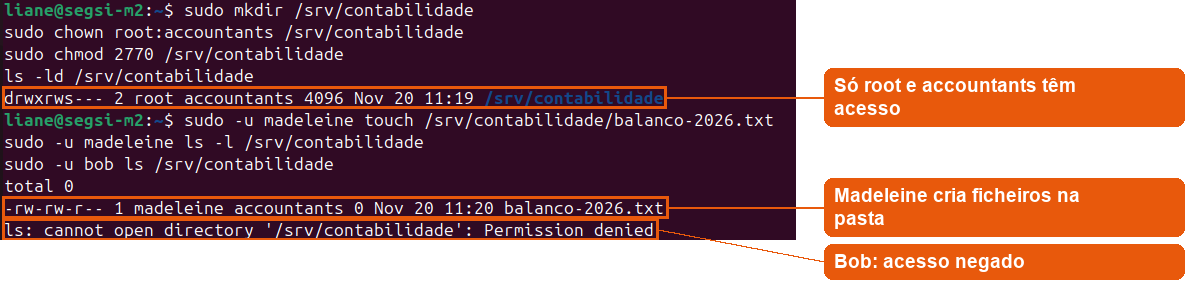 liane@segsi-m2:~$ sudo mkdir /srv/contabilidade
sudo chown root:accountants /srv/contabilidade
sudo chmod 2770 /srv/contabilidade
ls -ld /srv/contabilidade
drwxrws--- 2 root accountants 4096 Nov 20 11:19 /srv/contabilidade
liane@segsi-m2:~$ sudo -u madeleine touch /srv/contabilidade/balanco-2026.txt
sudo -u madeleine ls -l /srv/contabilidade
sudo -u bob ls /srv/contabilidade
total 0
-rw-rw-r-- 1 madeleine accountants 0 Nov 20 11:20 balanco-2026.txt
ls: cannot open directory '/srv/contabilidade': Permission denied
Só root e accountants têm
acesso
Madeleine cria ficheiros na
pasta
Bob: acesso negado